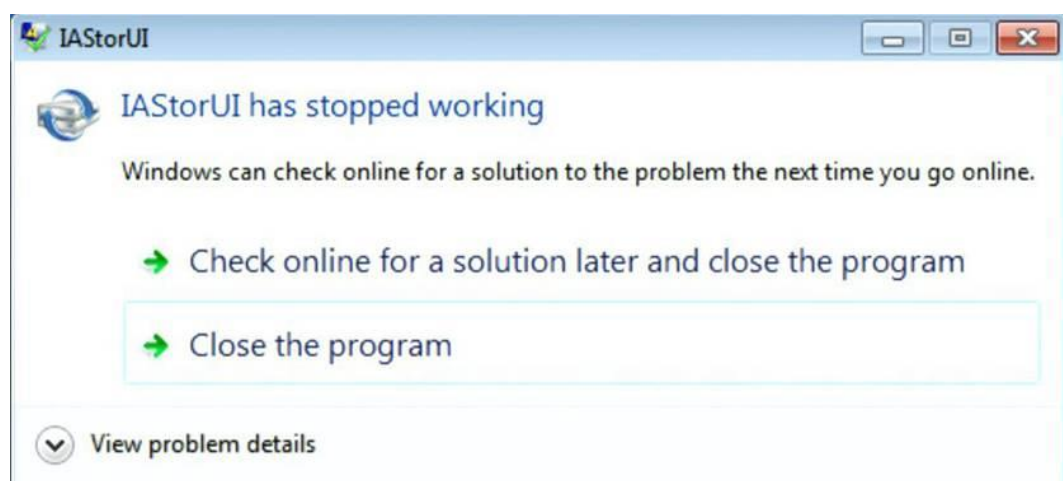 IAStorUI
IAStorUI has stopped working
Windows can check online for a solution to the problem the next time you go online.
Check online for a solution later and close the program
Close the program
View problem details